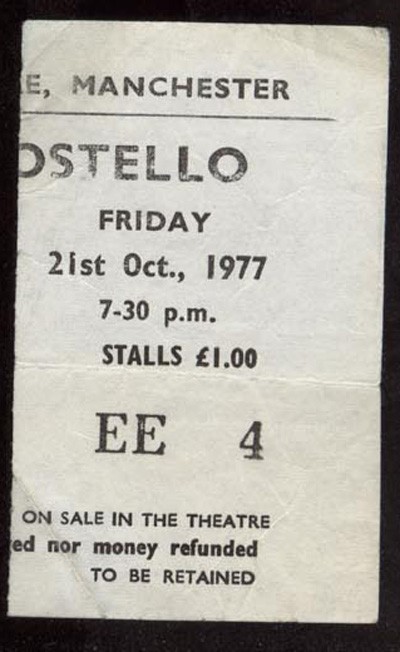 E, MANCHESTER
OSTELLO
FRIDAY
21st Oct., 1977
7-30 p.m.
STALLS £1.00
EE 4
ON SALE IN THE THEATRE
ed nor money refunded
TO BE RETAINED